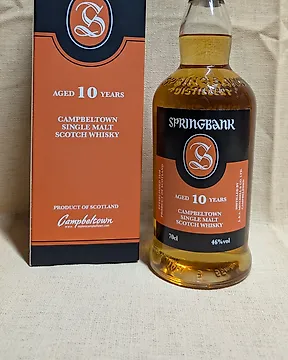 S
AGED 10 YEARS
CAMPBELTOWN
SINGLE MALT
SCOTCH WHISKY
PRODUCT OF SCOTLAND
Campbeltown
SPRINGBANK
S
AGED 10 YEARS
CAMPBELTOWN
SINGLE MALT
SCOTCH WHISKY
70cl 46%vol